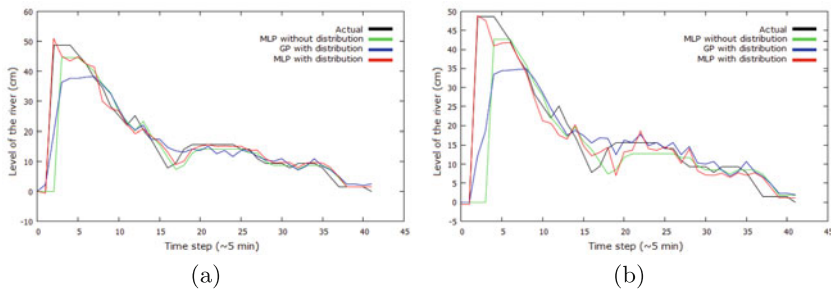 60
50
40
30
20
10
0
-10
Level of the river (cm)
0 5 10 15 20 25 30 35 40 45
Time step (~5 min)
Actual
MLP without distribution
GP with distribution
MLP with distribution
(a)
50
45
40
35
30
25
20
15
10
5
0
-5
Level of the river (cm)
0 5 10 15 20 25 30 35 40 45
Time step (~5 min)
Actual
MLP without distribution
GP with distribution
MLP with distribution
(b)